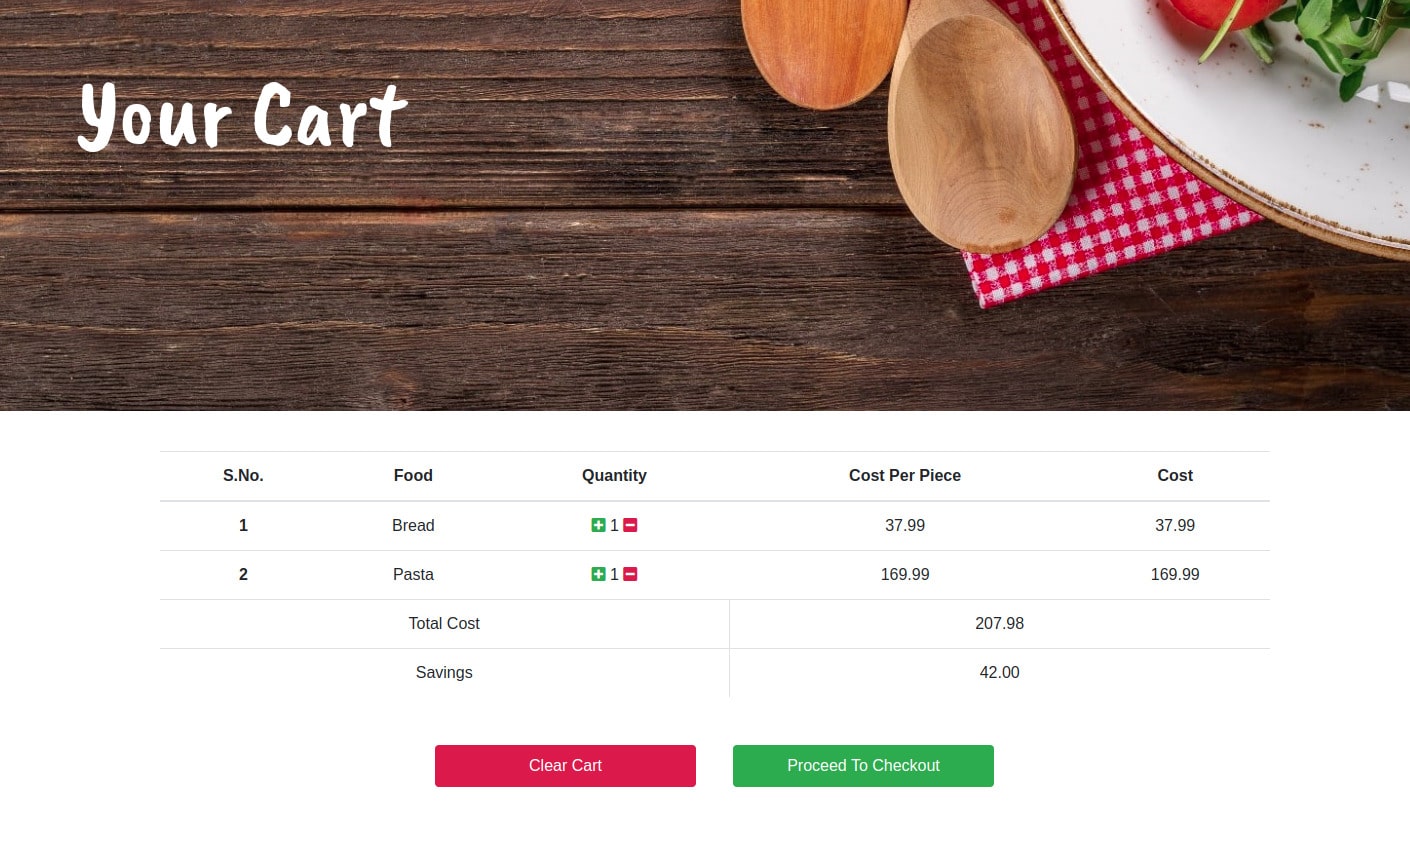 Your Cart
S.No. Food Quantity Cost Per Piece Cost
1 Bread 1 37.99 37.99
2 Pasta 1 169.99 169.99
Total Cost 207.98
Savings 42.00
Clear Cart Proceed To Checkout